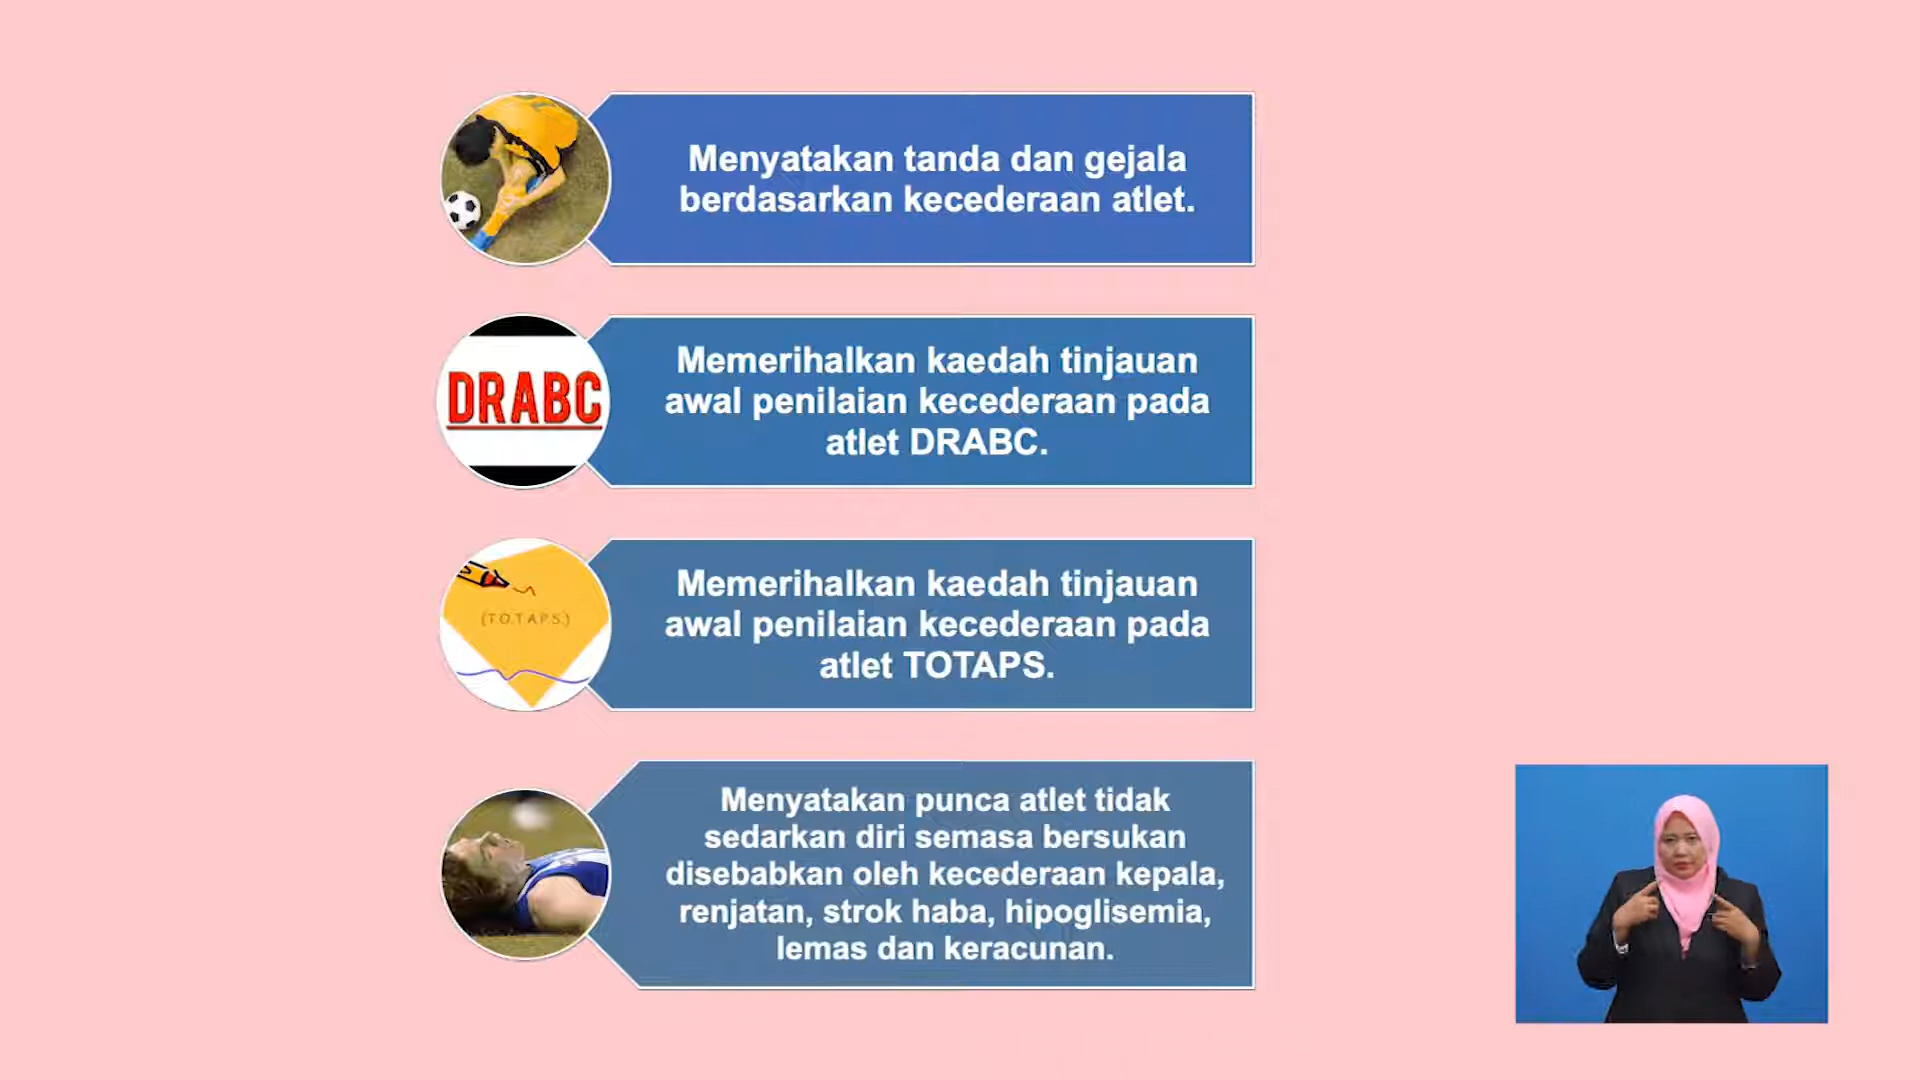 Menyatakan tanda dan gejala
berdasarkan kecederaan atlet.
DRABC
Memerihalkan kaedah tinjauan
awal penilaian kecederaan pada
atlet DRABC.
(T.O.T.A.P.S.)
Memerihalkan kaedah tinjauan
awal penilaian kecederaan pada
atlet TOTAPS.
Menyatakan punca atlet tidak
sedarkan diri semasa bersukan
disebabkan oleh kecederaan kepala,
renjatan, strok haba, hipoglisemia,
lemas dan keracunan.